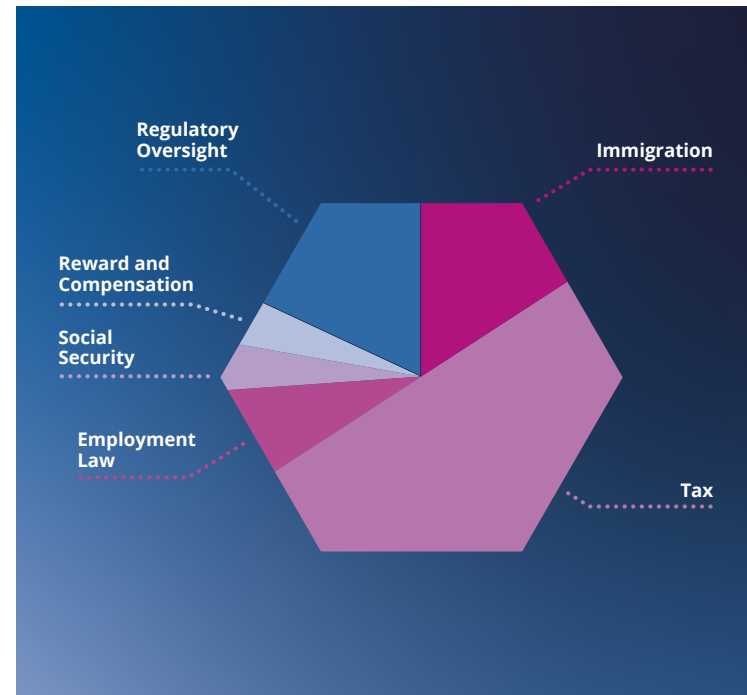 Regulatory
Oversight
Immigration
Reward and
Compensation
Social
Security
Employment
Law
Tax